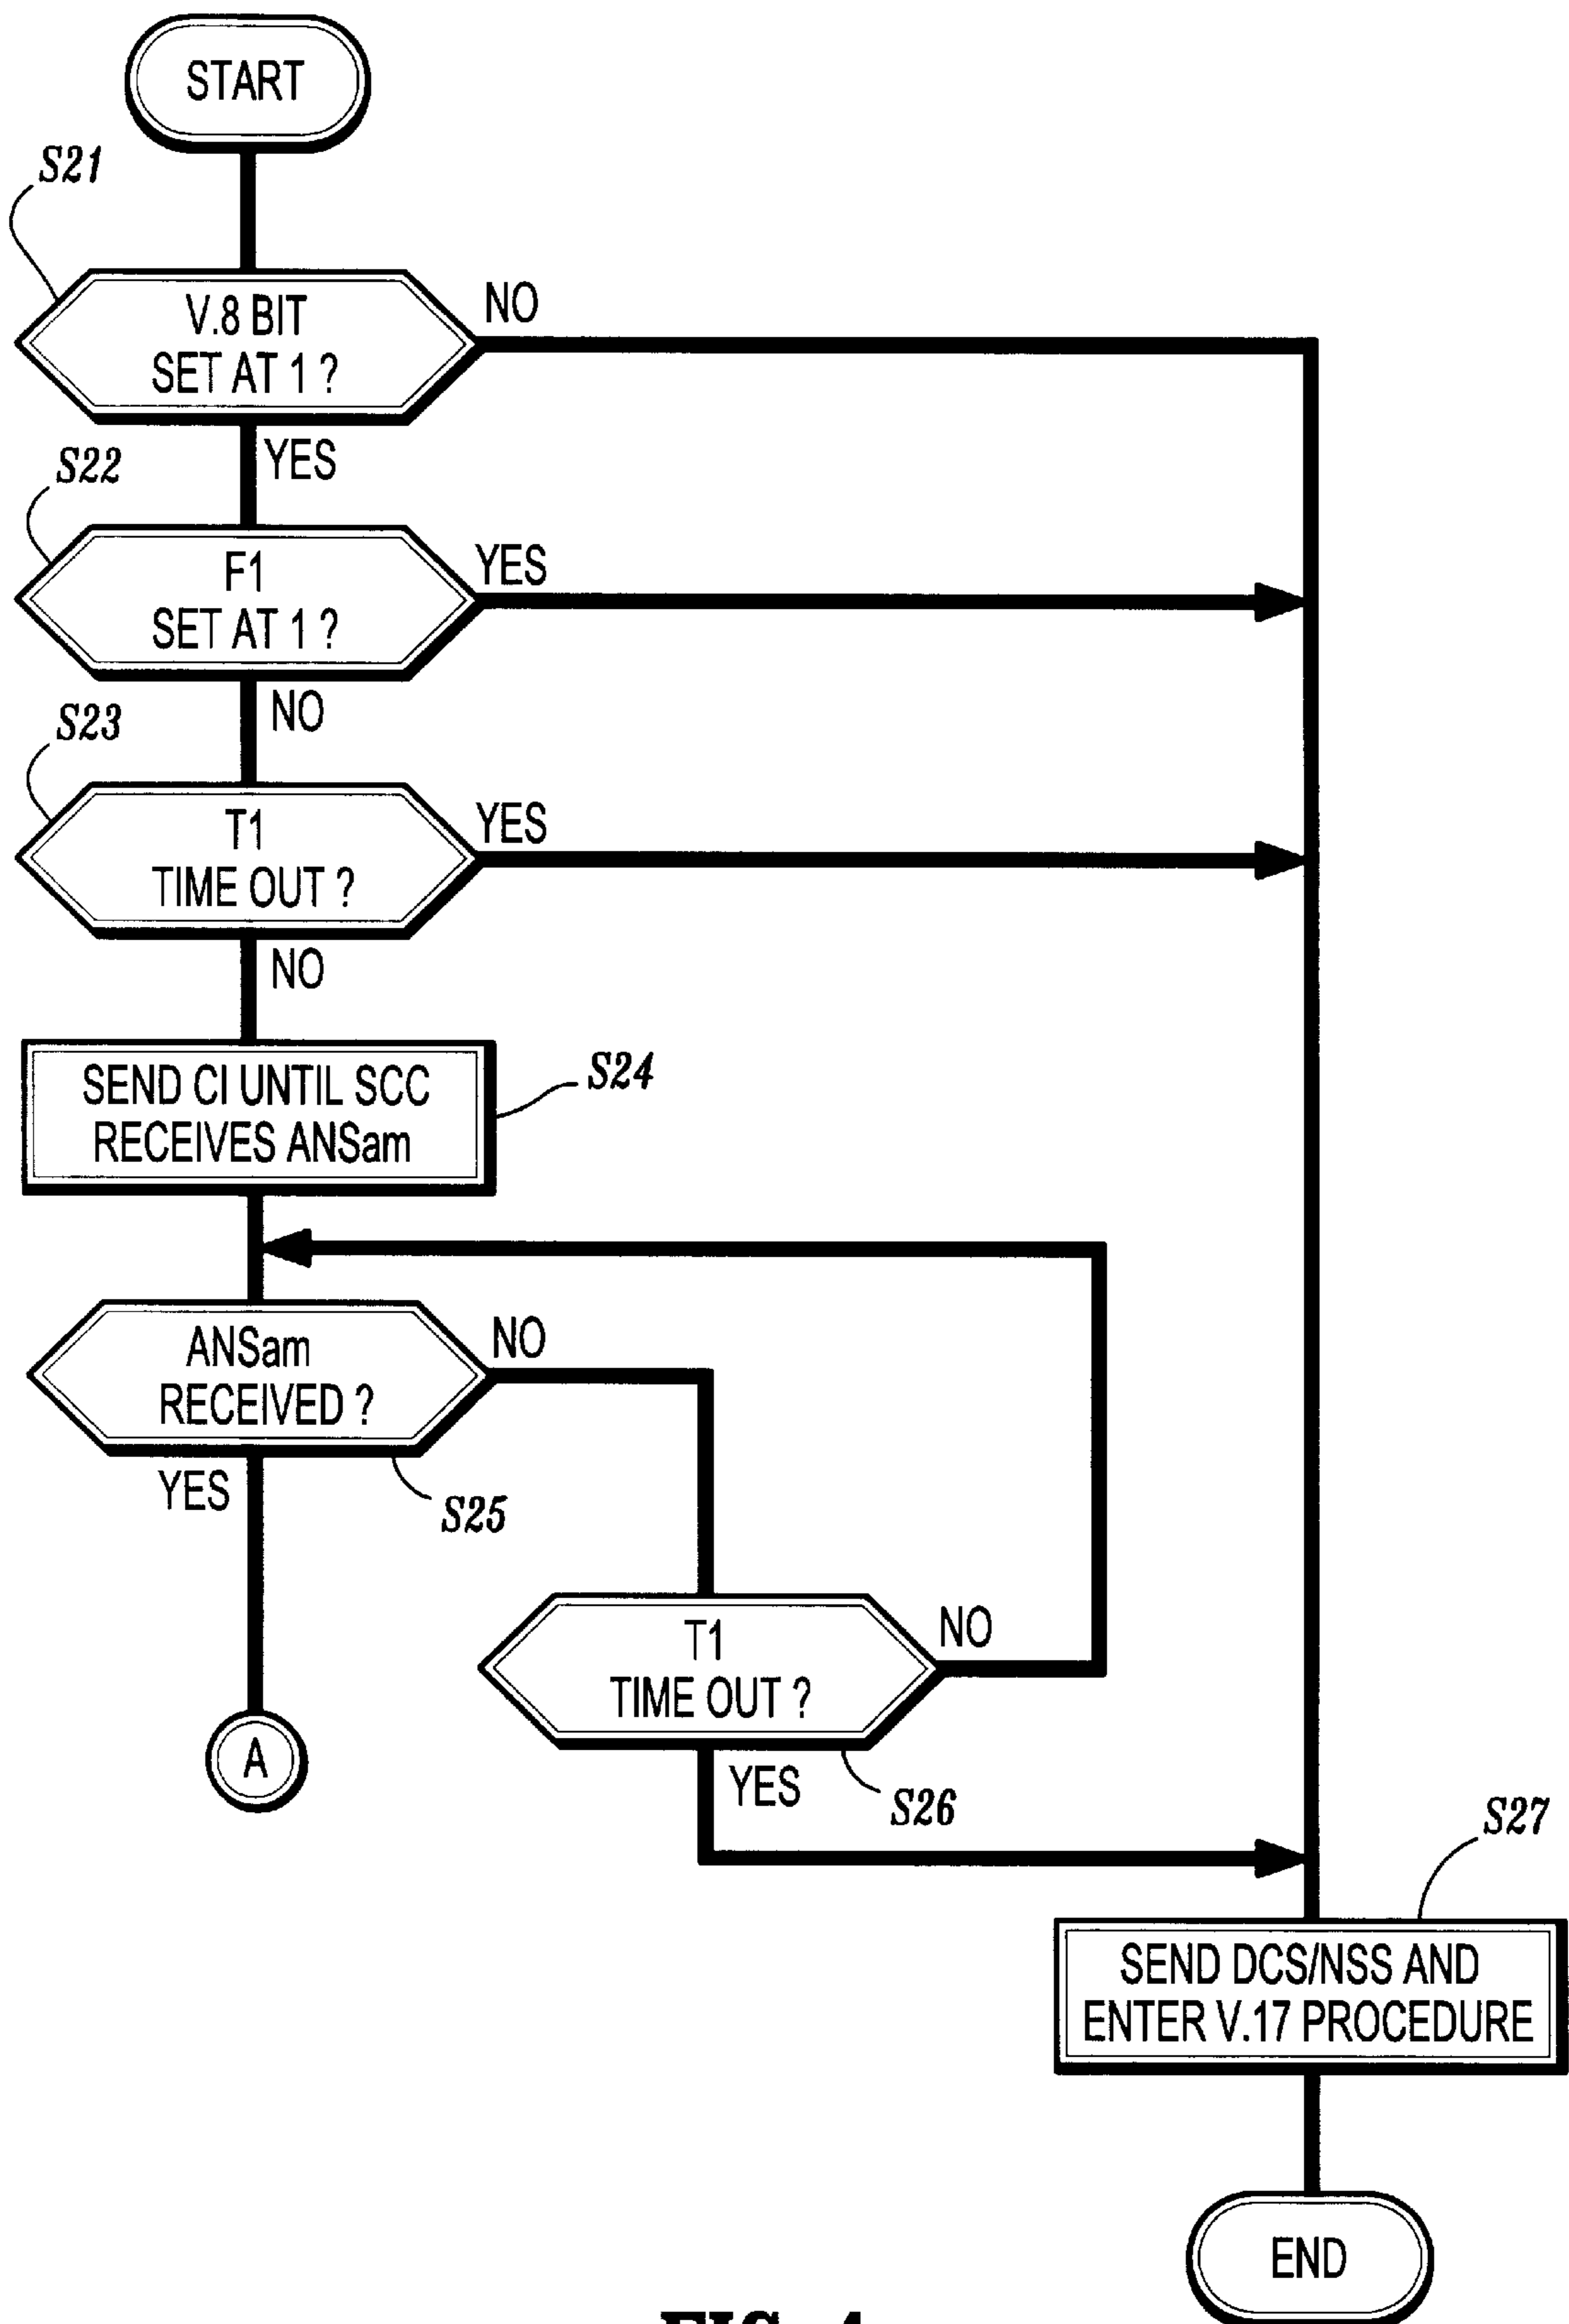 START
S21
V.8 BIT
SET AT 1 ?
NO
YES
S22
F1
SET AT 1 ?
YES
NO
S23
T1
TIME OUT ?
YES
NO
SEND CI UNTIL SCC
RECEIVES ANSam
S24
ANSam
RECEIVED ?
NO
YES
S25
T1
TIME OUT ?
NO
YES
S26
A
S27
SEND DCS/NSS AND
ENTER V.17 PROCEDURE
END